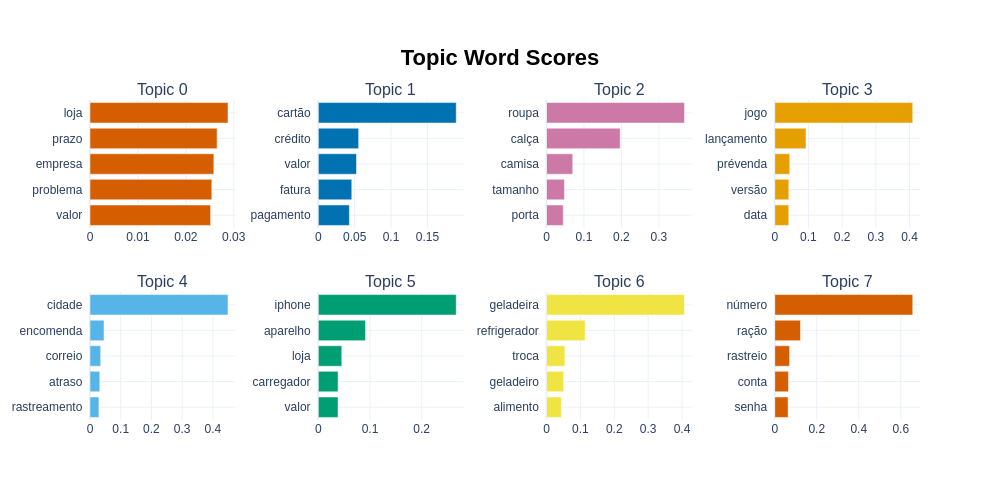 Topic Word Scores
Topic 0
loja
prazo
empresa
problema
valor
0 0.01 0.02 0.03
Topic 1
cartão
crédito
valor
fatura
pagamento
0 0.05 0.1 0.15
Topic 2
roupa
calça
camisa
tamanho
porta
0 0.1 0.2 0.3
Topic 3
jogo
lançamento
prévenda
versão
data
0 0.1 0.2 0.3 0.4
Topic 4
cidade
encomenda
correio
atraso
rastreamento
0 0.1 0.2 0.3 0.4
Topic 5
iphone
aparelho
loja
carregador
valor
0 0.1 0.2
Topic 6
geladeira
refrigerador
troca
geladeiro
alimento
0 0.1 0.2 0.3 0.4
Topic 7
número
ração
rastreio
conta
senha
0 0.2 0.4 0.6